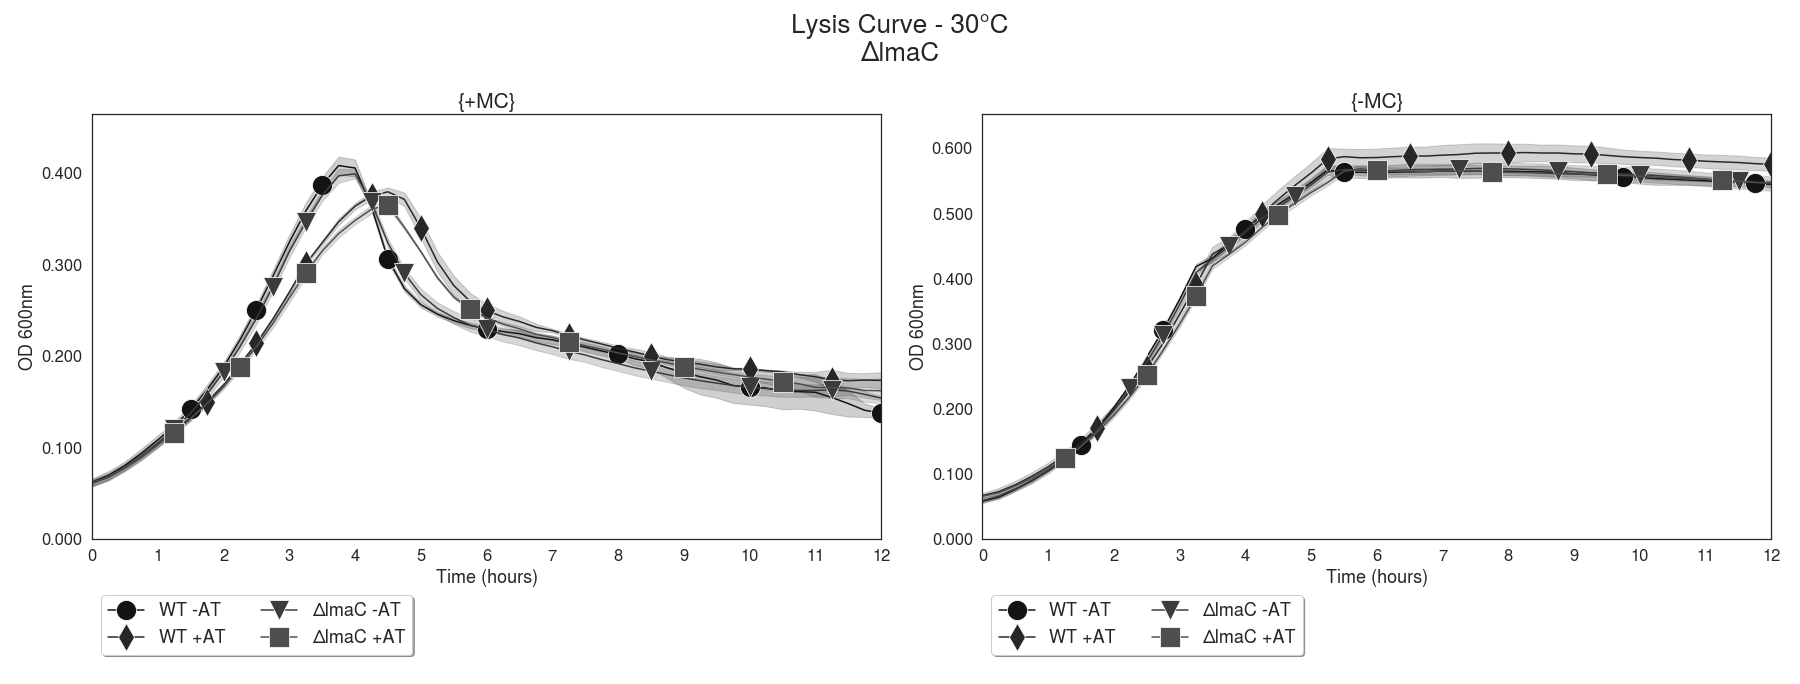 Lysis Curve - 30°C
ΔlmaC
{+MC}
OD 600nm
0.400
0.300
0.200
0.100
0.000
0 1 2 3 4 5 6 7 8 9 10 11 12
Time (hours)
WT -AT ΔlmaC -AT
WT +AT ΔlmaC +AT
{-MC}
OD 600nm
0.600
0.500
0.400
0.300
0.200
0.100
0.000
0 1 2 3 4 5 6 7 8 9 10 11 12
Time (hours)
WT -AT ΔlmaC -AT
WT +AT ΔlmaC +AT